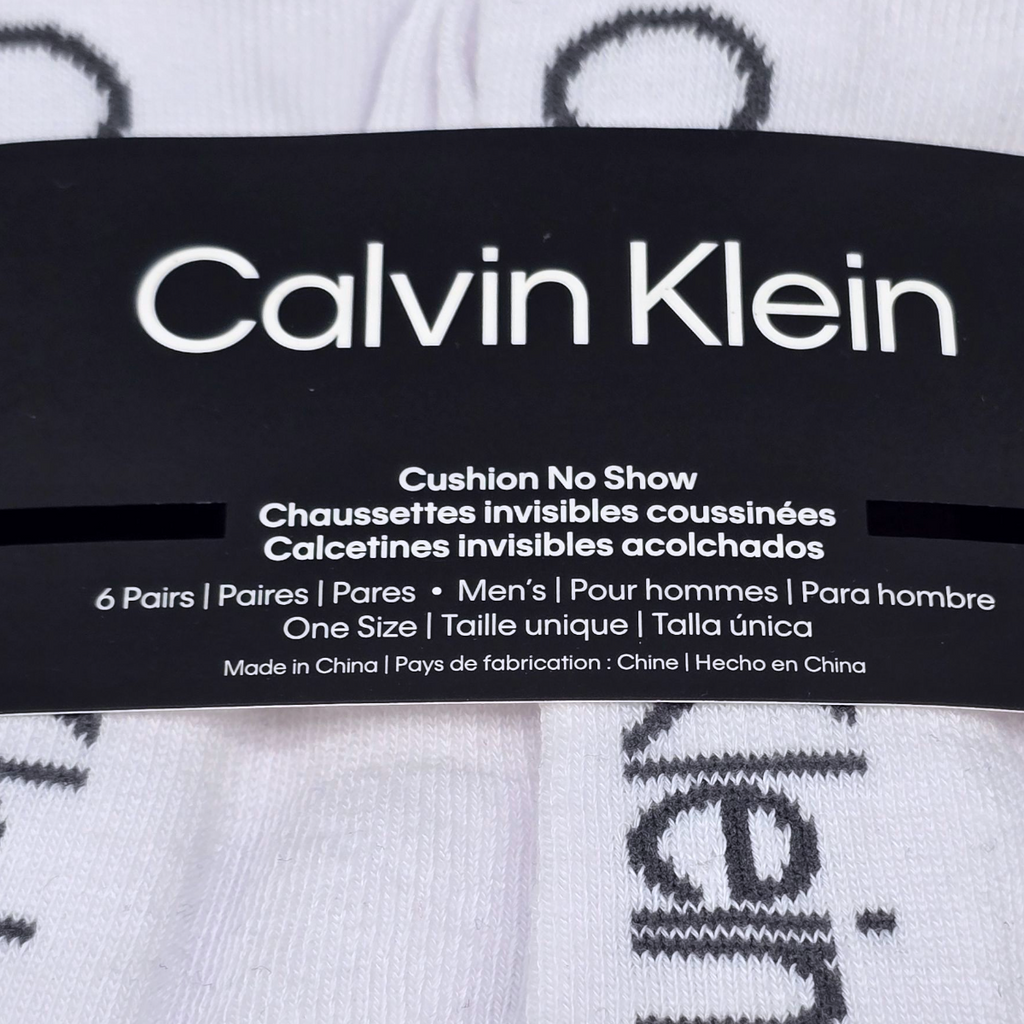 Calvin Klein
Cushion No Show
Chaussettes invisibles coussinées
Calcetines invisibles acolchados
6 Pairs | Paires | Pares • Men's | Pour hommes | Para hombre
One Size | Taille unique | Talla única
Made in China | Pays de fabrication : Chine | Hecho en China
Klein